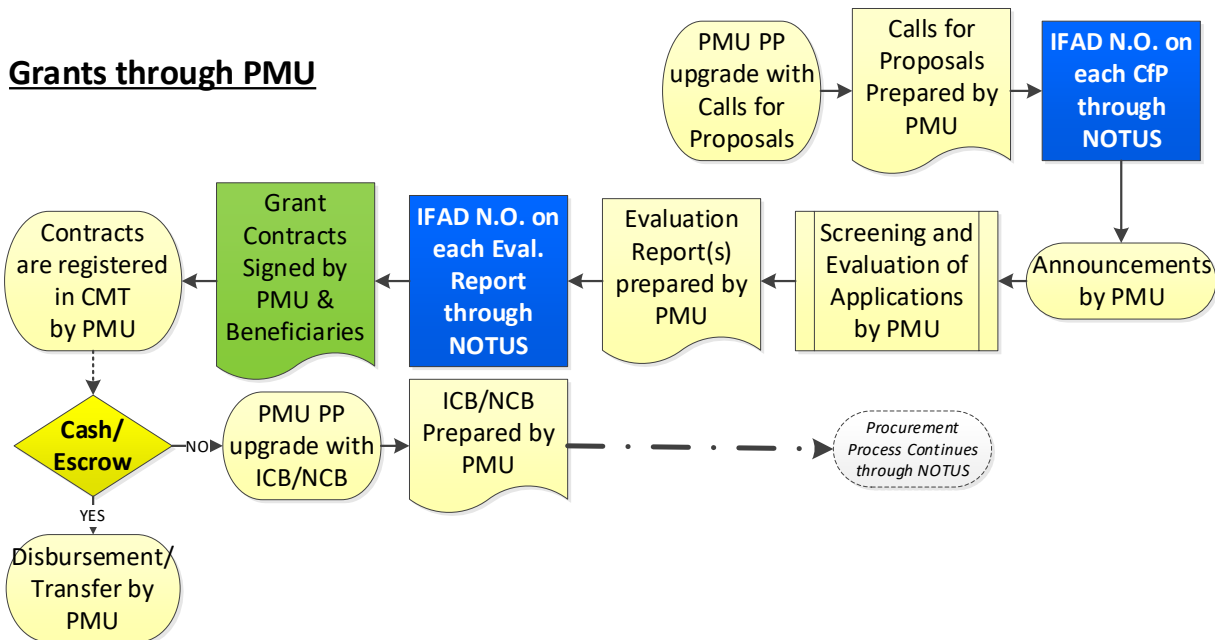 Grants through PMU
PMU PP
upgrade with
Calls for
Proposals
Calls for
Proposals
Prepared by
PMU
IFAD N.O. on
each CfP
through
NOTUS
Announcements
by PMU
Screening and
Evaluation of
Applications
by PMU
Evaluation
Report(s)
prepared by
PMU
IFAD N.O. on
each Eval.
Report
through
NOTUS
Grant
Contracts
Signed by
PMU &
Beneficiaries
Contracts
are registered
in CMT
by PMU
Cash/
Escrow
NO
PMU PP
upgrade with
ICB/NCB
ICB/NCB
Prepared by
PMU
Procurement
Process Continues
through NOTUS
YES
Disbursement/
Transfer by
PMU